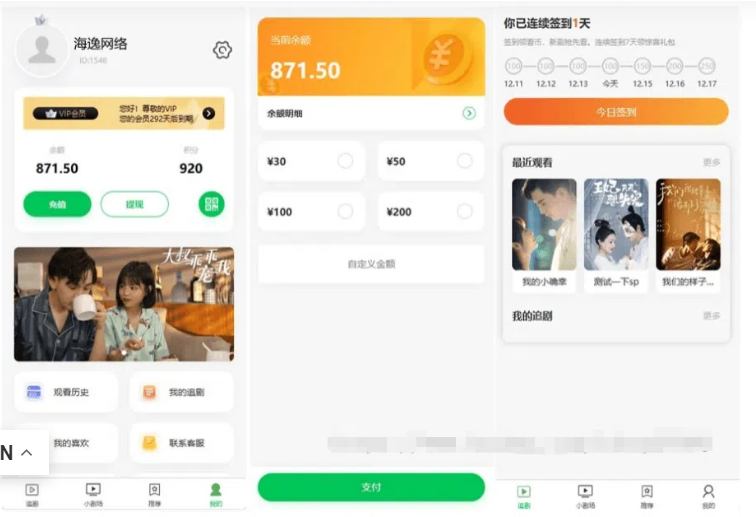 海逸网络
ID:1546
VIP会员
您好！尊敬的VIP
您的会员292天后到期
余额
积分
871.50
920
充值
提现
大叔乖乖宠我
观看历史
我的追剧
我的喜欢
联系客服
N
追剧
小剧场
推荐
我的
当前余额
871.50
余额明细
¥30
¥50
¥100
¥200
自定义金额
支付
你已连续签到1天
签到领看币，新剧抢先看。连续签到7天领惊喜礼包
100
100
100
100
150
200
250
12.11
12.12
12.13
今天
12.15
12.16
12.17
今日签到
最近观看
更多
我的小确幸
测试一下sp
我们的样子...
我的追剧
更多
追剧
小剧场
推荐
我的